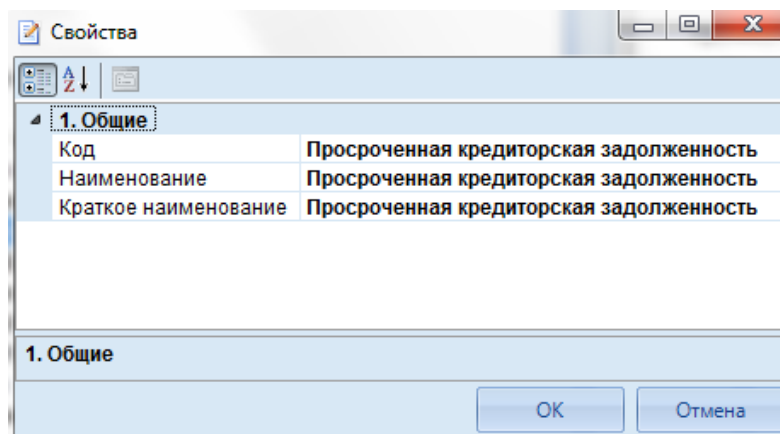 Свойства
1. Общие
Код Просроченная кредиторская задолженность
Наименование Просроченная кредиторская задолженность
Краткое наименование Просроченная кредиторская задолженность
1. Общие
ОК Отмена